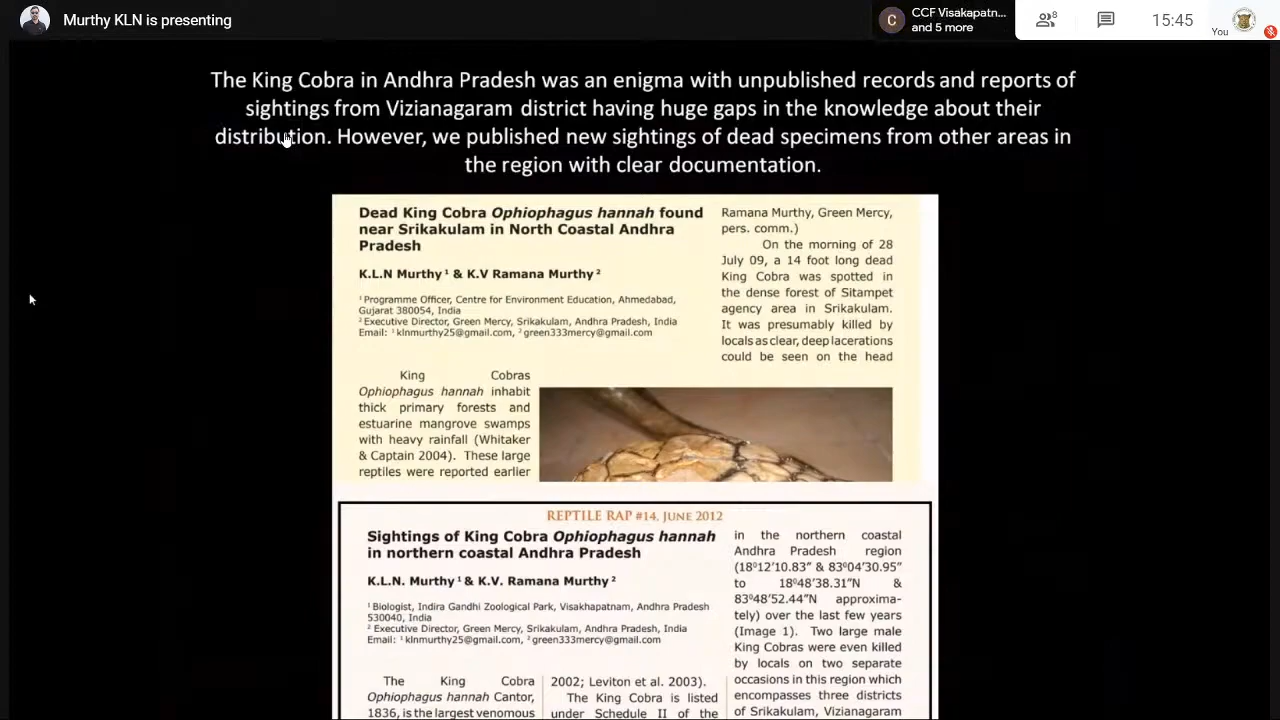 Murthy KLN is presenting
C
CCF Visakapatn...
and 5 more
8
15:45
You
The King Cobra in Andhra Pradesh was an enigma with unpublished records and reports of
sightings from Vizianagaram district having huge gaps in the knowledge about their
distribution. However, we published new sightings of dead specimens from other areas in
the region with clear documentation.
Dead King Cobra Ophiophagus hannah found
near Srikakulam in North Coastal Andhra
Pradesh
K.L.N Murthy 1 & K.V Ramana Murthy 2
1 Programme Officer, Centre for Environment Education, Ahmedabad,
Gujarat 380054, India
2 Executive Director, Green Mercy, Srikakulam, Andhra Pradesh, India
Email: 1 klnmurthy25@gmail.com, 2 green333mercy@gmail.com
King Cobras
Ophiophagus hannah inhabit
thick primary forests and
estuarine mangrove swamps
with heavy rainfall (Whitaker
& Captain 2004). These large
reptiles were reported earlier
Ramana Murthy, Green Mercy,
pers. comm.)
On the morning of 28
July 09, a 14 foot long dead
King Cobra was spotted in
the dense forest of Sitampet
agency area in Srikakulam.
It was presumably killed by
locals as clear, deep lacerations
could be seen on the head
REPTILE RAP #14, JUNE 2012
Sightings of King Cobra Ophiophagus hannah
in northern coastal Andhra Pradesh
K.L.N. Murthy 1 & K.V. Ramana Murthy 2
1 Biologist, Indira Gandhi Zoological Park, Visakhapatnam, Andhra Pradesh
530040, India
2 Executive Director, Green Mercy, Srikakulam, Andhra Pradesh, India
Email: 1 klnmurthy25@gmail.com, 2 green333mercy@gmail.com
The King Cobra
Ophiophagus hannah Cantor,
1836, is the largest venomous
2002; Leviton et al. 2003).
The King Cobra is listed
under Schedule II of the
in the northern coastal
Andhra Pradesh region
(18º12’10.83” & 83º04’30.95”
to 18º48’38.31”N &
83º48’52.44”N approxima-
tely) over the last few years
(Image 1). Two large male
King Cobras were even killed
by locals on two separate
occasions in this region which
encompasses three districts
of Srikakulam, Vizianagaram